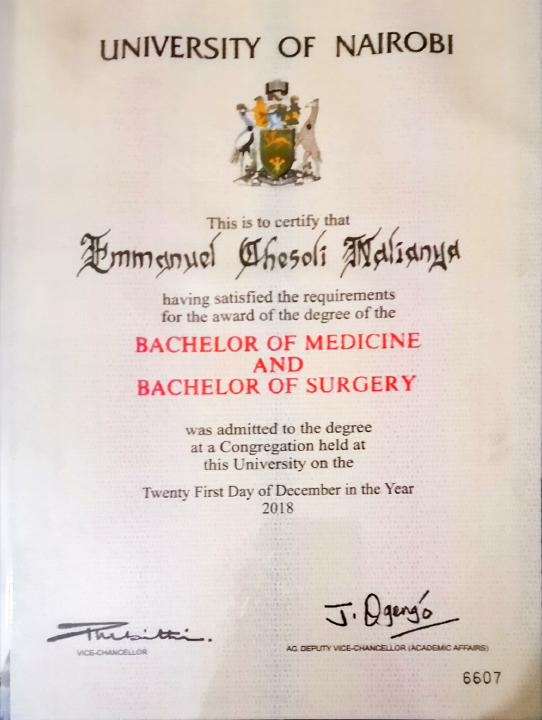 UNIVERSITY OF NAIROBI
This is to certify that
Emmanuel Chesoli Nalianya
having satisfied the requirements
for the award of the degree of the
BACHELOR OF MEDICINE
AND
BACHELOR OF SURGERY
was admitted to the degree
at a Congregation held at
this University on the
Twenty First Day of December in the Year
2018
J. Ogeng'o
VICE-CHANCELLOR
AG. DEPUTY VICE-CHANCELLOR (ACADEMIC AFFAIRS)
6607